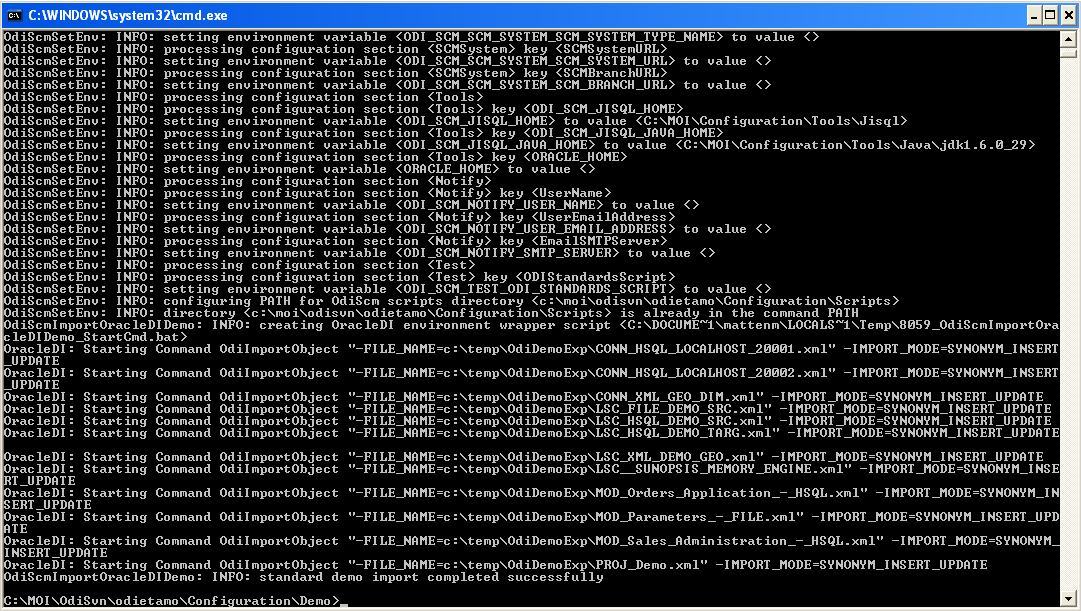 C:\WINDOWS\system32\cmd.exe
OdiScmSetEnv: INFO: setting environment variable <ODI_SCM_SCM_SYSTEM_SCM_SYSTEM_TYPE_NAME> to value <>
OdiScmSetEnv: INFO: processing configuration section <SCMSystem> key <SCMSystemURL>
OdiScmSetEnv: INFO: setting environment variable <ODI_SCM_SCM_SYSTEM_SCM_SYSTEM_URL> to value <>
OdiScmSetEnv: INFO: processing configuration section <SCMSystem> key <SCMBranchURL>
OdiScmSetEnv: INFO: setting environment variable <ODI_SCM_SCM_SYSTEM_SCM_BRANCH_URL> to value <>
OdiScmSetEnv: INFO: processing configuration section <Tools>
OdiScmSetEnv: INFO: processing configuration section <Tools> key <ODI_SCM_JISQL_HOME>
OdiScmSetEnv: INFO: setting environment variable <ODI_SCM_JISQL_HOME> to value <C:\MOI\Configuration\Tools\Jisql>
OdiScmSetEnv: INFO: processing configuration section <Tools> key <ODI_SCM_JISQL_JAVA_HOME>
OdiScmSetEnv: INFO: setting environment variable <ODI_SCM_JISQL_JAVA_HOME> to value <C:\MOI\Configuration\Tools\Java\jdk1.6.0_29>
OdiScmSetEnv: INFO: processing configuration section <Tools> key <ORACLE_HOME>
OdiScmSetEnv: INFO: setting environment variable <ORACLE_HOME> to value <>
OdiScmSetEnv: INFO: processing configuration section <Notify>
OdiScmSetEnv: INFO: processing configuration section <Notify> key <UserName>
OdiScmSetEnv: INFO: setting environment variable <ODI_SCM_NOTIFY_USER_NAME> to value <>
OdiScmSetEnv: INFO: processing configuration section <Notify> key <UserEmailAddress>
OdiScmSetEnv: INFO: setting environment variable <ODI_SCM_NOTIFY_USER_EMAIL_ADDRESS> to value <>
OdiScmSetEnv: INFO: processing configuration section <Notify> key <EmailSMTPServer>
OdiScmSetEnv: INFO: setting environment variable <ODI_SCM_NOTIFY_SMTP_SERVER> to value <>
OdiScmSetEnv: INFO: processing configuration section <Test>
OdiScmSetEnv: INFO: processing configuration section <Test> key <ODIStandardsScript>
OdiScmSetEnv: INFO: setting environment variable <ODI_SCM_TEST_ODI_STANDARDS_SCRIPT> to value <>
OdiScmSetEnv: INFO: configuring PATH for OdiScm scripts directory <c:\moi\odisvn\odietamo\Configuration\Scripts>
OdiScmSetEnv: INFO: directory <c:\moi\odisvn\odietamo\Configuration\Scripts> is already in the command PATH
OdiScmImportOracleDIDemo: INFO: creating OracleDI environment wrapper script <C:\DOCUME~1\mattenm\LOCALS~1\Temp\8059_OdiScmImportOra
cleDIDemo_StartCmd.bat>
OracleDI: Starting Command OdiImportObject "-FILE_NAME=c:\temp\OdiDemoExp\CONN_HSQL_LOCALHOST_20001.xml" -IMPORT_MODE=SYNONYM_INSERT
_UPDATE
OracleDI: Starting Command OdiImportObject "-FILE_NAME=c:\temp\OdiDemoExp\CONN_HSQL_LOCALHOST_20002.xml" -IMPORT_MODE=SYNONYM_INSERT
_UPDATE
OracleDI: Starting Command OdiImportObject "-FILE_NAME=c:\temp\OdiDemoExp\CONN_XML_GEO_DIM.xml" -IMPORT_MODE=SYNONYM_INSERT_UPDATE
OracleDI: Starting Command OdiImportObject "-FILE_NAME=c:\temp\OdiDemoExp\LSC_FILE_DEMO_SRC.xml" -IMPORT_MODE=SYNONYM_INSERT_UPDATE
OracleDI: Starting Command OdiImportObject "-FILE_NAME=c:\temp\OdiDemoExp\LSC_HSQL_DEMO_SRC.xml" -IMPORT_MODE=SYNONYM_INSERT_UPDATE
OracleDI: Starting Command OdiImportObject "-FILE_NAME=c:\temp\OdiDemoExp\LSC_HSQL_DEMO_TARG.xml" -IMPORT_MODE=SYNONYM_INSERT_UPDATE
OracleDI: Starting Command OdiImportObject "-FILE_NAME=c:\temp\OdiDemoExp\LSC_XML_DEMO_GEO.xml" -IMPORT_MODE=SYNONYM_INSERT_UPDATE
OracleDI: Starting Command OdiImportObject "-FILE_NAME=c:\temp\OdiDemoExp\LSC__SUNOPSIS_MEMORY_ENGINE.xml" -IMPORT_MODE=SYNONYM_INSE
RT_UPDATE
OracleDI: Starting Command OdiImportObject "-FILE_NAME=c:\temp\OdiDemoExp\MOD_Orders_Application_-_HSQL.xml" -IMPORT_MODE=SYNONYM_IN
SERT_UPDATE
OracleDI: Starting Command OdiImportObject "-FILE_NAME=c:\temp\OdiDemoExp\MOD_Parameters_-_FILE.xml" -IMPORT_MODE=SYNONYM_INSERT_UPD
ATE
OracleDI: Starting Command OdiImportObject "-FILE_NAME=c:\temp\OdiDemoExp\MOD_Sales_Administration_-_HSQL.xml" -IMPORT_MODE=SYNONYM_
INSERT_UPDATE
OracleDI: Starting Command OdiImportObject "-FILE_NAME=c:\temp\OdiDemoExp\PROJ_Demo.xml" -IMPORT_MODE=SYNONYM_INSERT_UPDATE
OdiScmImportOracleDIDemo: INFO: standard demo import completed successfully
C:\MOI\OdiSvn\odietamo\Configuration\Demo>_